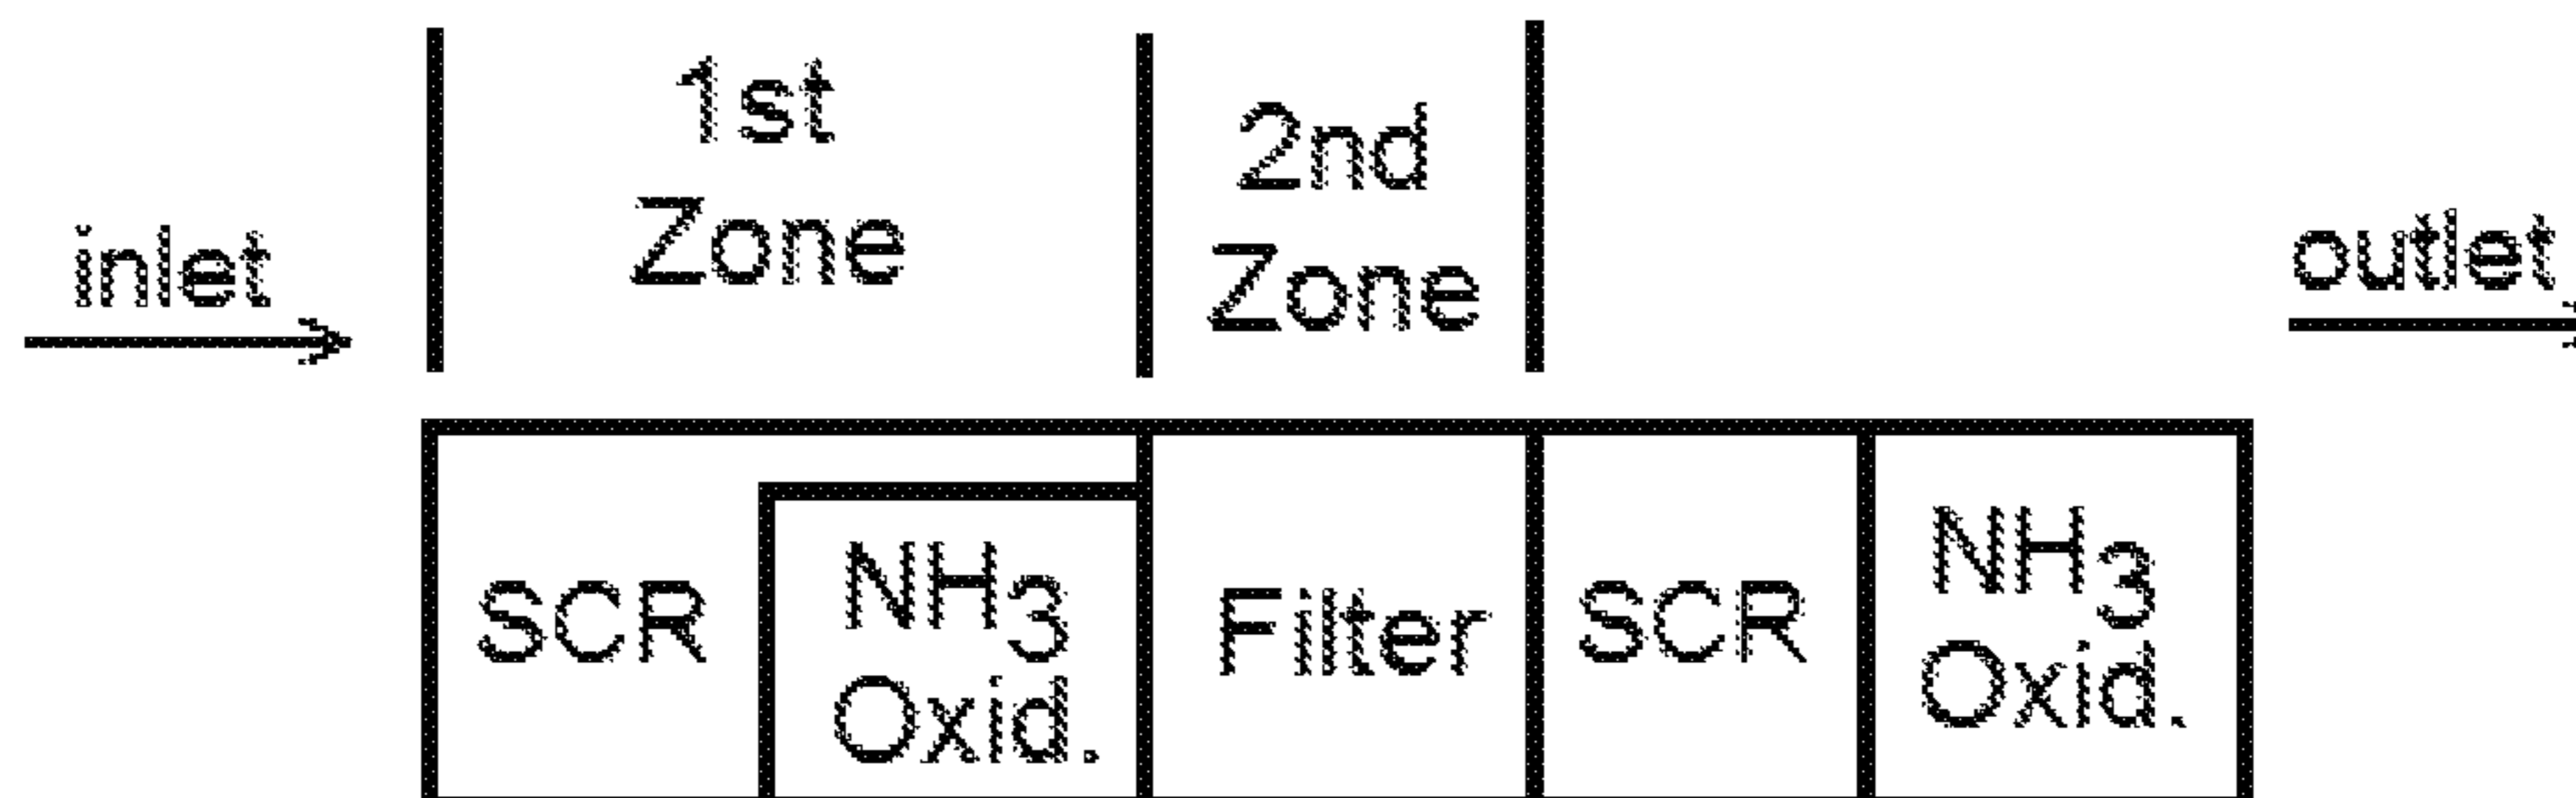 inlet
1st
Zone
2nd
Zone
outlet
SCR
NH3
Oxid.
Filter
SCR
NH3
Oxid.